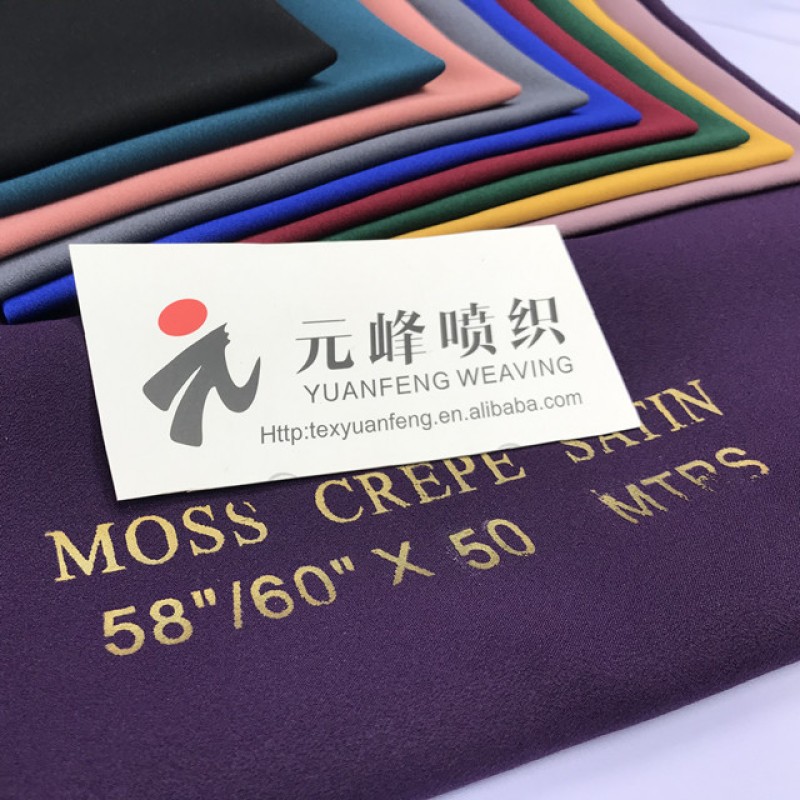 元峰喷织
YUANFENG WEAVING
Http:texyuanfeng.en.alibaba.com
MOSS CREPE SATIN
58"/60" X 50 MTRS